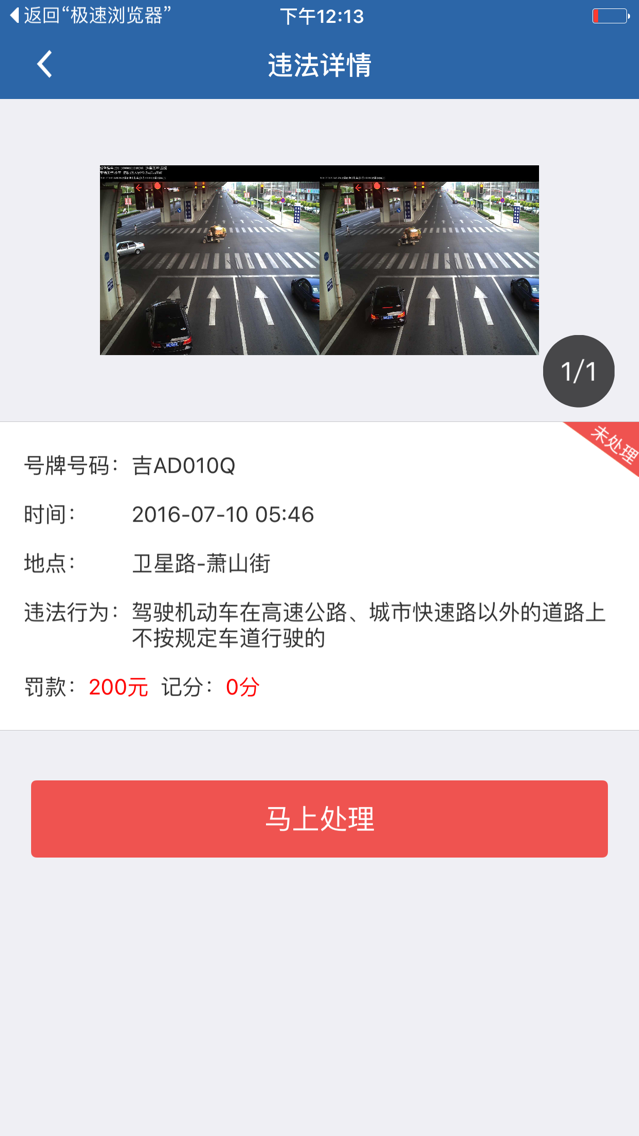 返回“极速浏览器”
下午12:13
违法详情
1/1
未处理
号牌号码： 吉AD010Q
时间： 2016-07-10 05:46
地点： 卫星路-萧山街
违法行为： 驾驶机动车在高速公路、城市快速路以外的道路上
不按规定车道行驶的
罚款： 200元 记分： 0分
马上处理